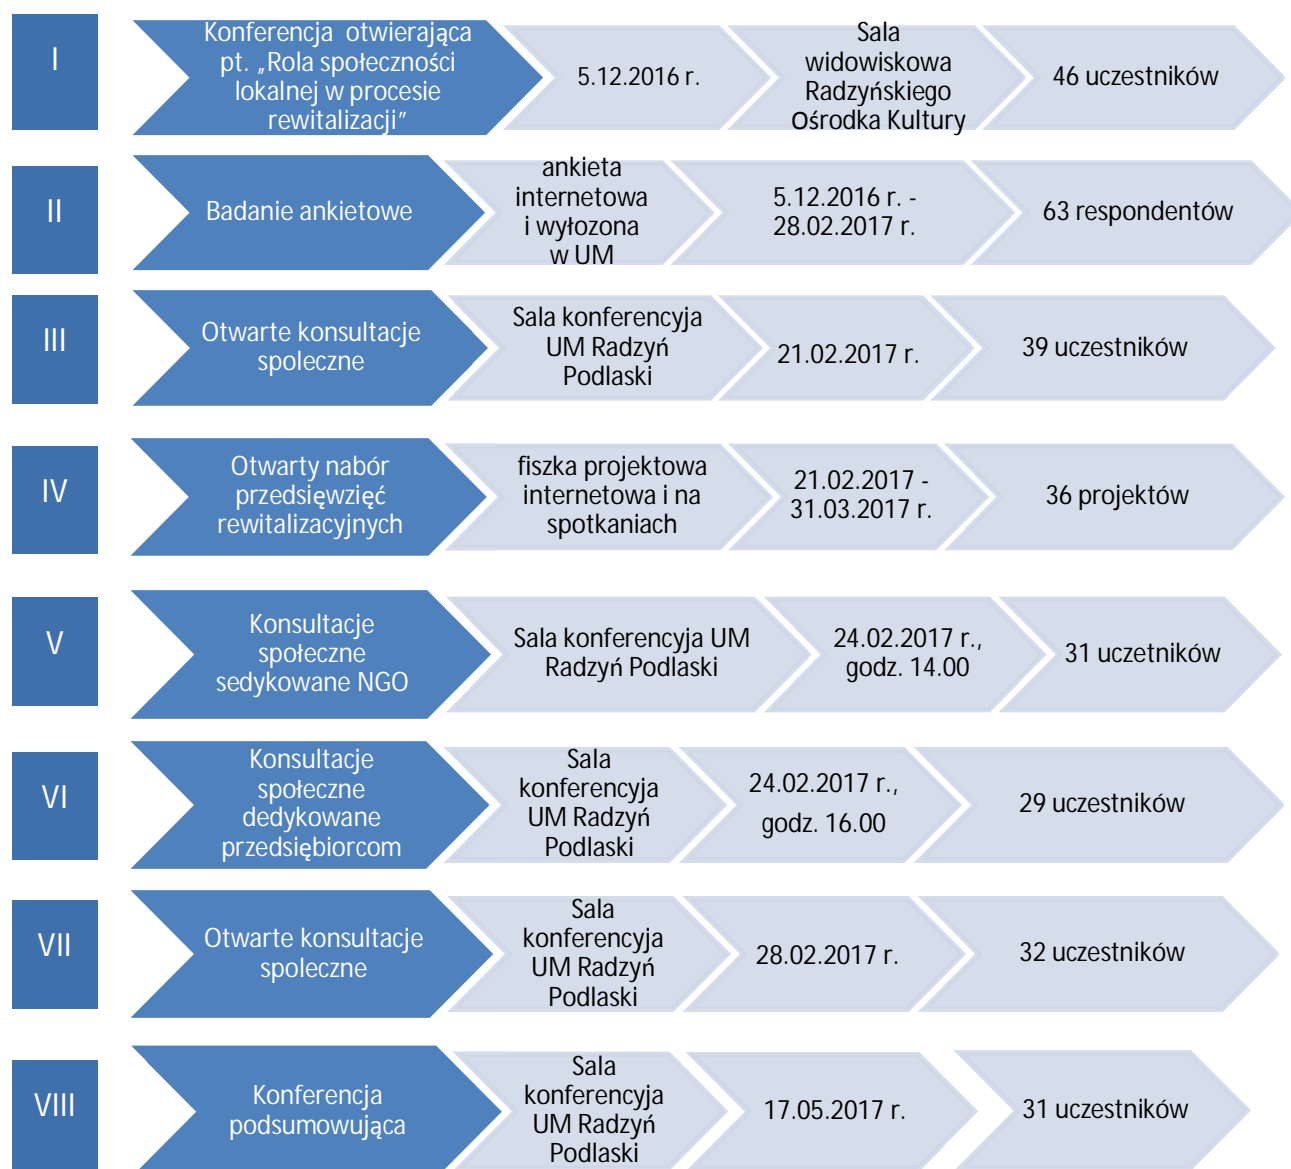 I
Konferencja otwierająca
pt. „Rola społeczności
lokalnej w procesie
rewitalizacji”
5.12.2016 r.
Sala
widowiskowa
Radzyńskiego
Ośrodka Kultury
46 uczestników
II
Badanie ankietowe
ankieta
internetowa
i wyłozona
w UM
5.12.2016 r. -
28.02.2017 r.
63 respondentów
III
Otwarte konsultacje
spoleczne
Sala konferencyja
UM Radzyń
Podlaski
21.02.2017 r.
39 uczestników
IV
Otwarty nabór
przedsięwzięć
rewitalizacyjnych
fiszka projektowa
internetowa i na
spotkaniach
21.02.2017 -
31.03.2017 r.
36 projektów
V
Konsultacje
społeczne
sedykowane NGO
Sala konferencyja UM
Radzyń Podlaski
24.02.2017 r.,
godz. 14.00
31 uczetników
VI
Konsultacje
społeczne
dedykowane
przedsiębiorcom
Sala
konferencyja
UM Radzyń
Podlaski
24.02.2017 r.,
godz. 16.00
29 uczestników
VII
Otwarte konsultacje
spoleczne
Sala
konferencyja
UM Radzyń
Podlaski
28.02.2017 r.
32 uczestników
VIII
Konferencja
podsumowująca
Sala
konferencyja
UM Radzyń
Podlaski
17.05.2017 r.
31 uczestników